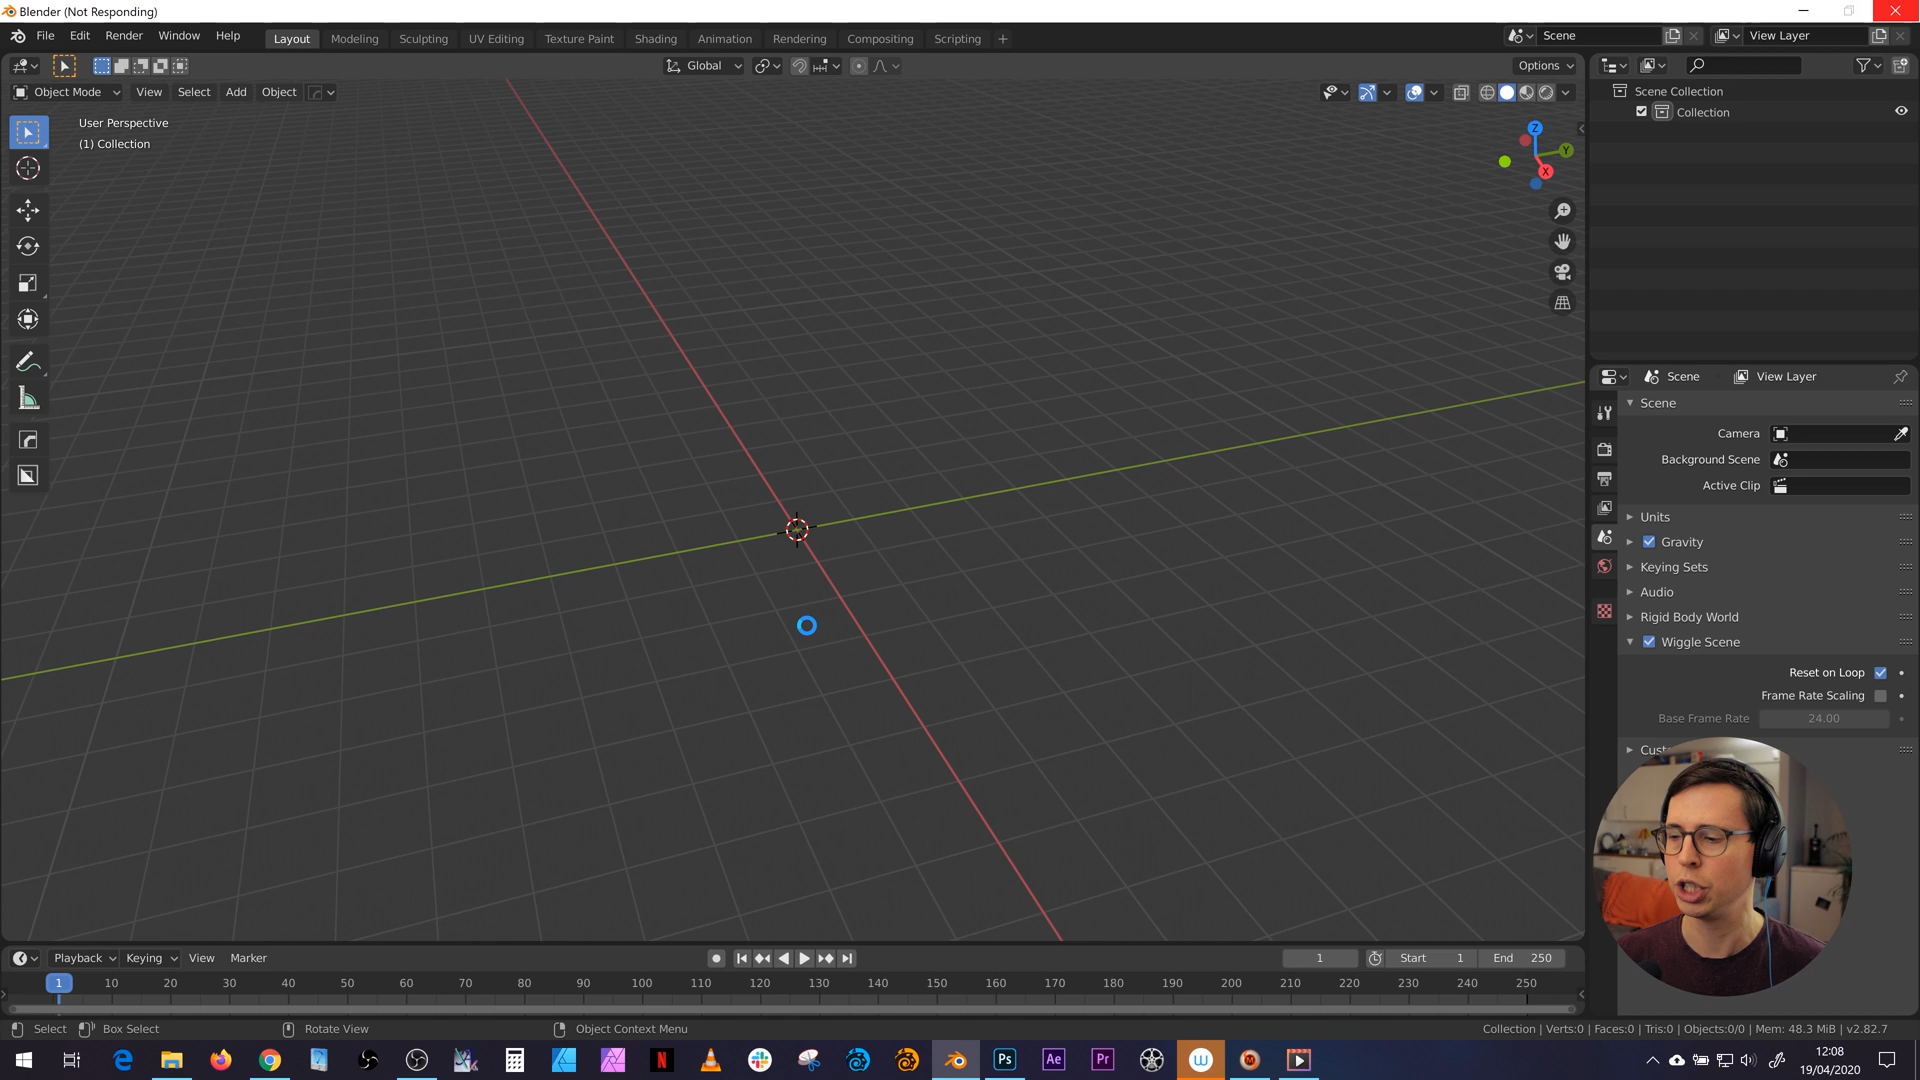 Blender (Not Responding)
File Edit Render Window Help Layout Modeling Sculpting UV Editing Texture Paint Shading Animation Rendering Compositing Scripting + Scene View Layer
Global Options
Object Mode View Select Add Object
User Perspective
(1) Collection
Z
Y
X
Scene Collection
Collection
Scene View Layer
Scene
Camera
Background Scene
Active Clip
Units
Gravity
Keying Sets
Audio
Rigid Body World
Wiggle Scene
Reset on Loop
Frame Rate Scaling
Base Frame Rate 24.00
Playback Keying View Marker 1 Start 1 End 250
1 10 20 30 40 50 60 70 80 90 100 110 120 130 140 150 160 170 180 190 200 210 220 230 240 250
Select Box Select Rotate View Object Context Menu Collection | Verts:0 | Faces:0 | Tris:0 | Objects:0/0 | Mem: 48.3 MiB | v2.82.7
N Ps Ae Pr W 12:08
19/04/2020